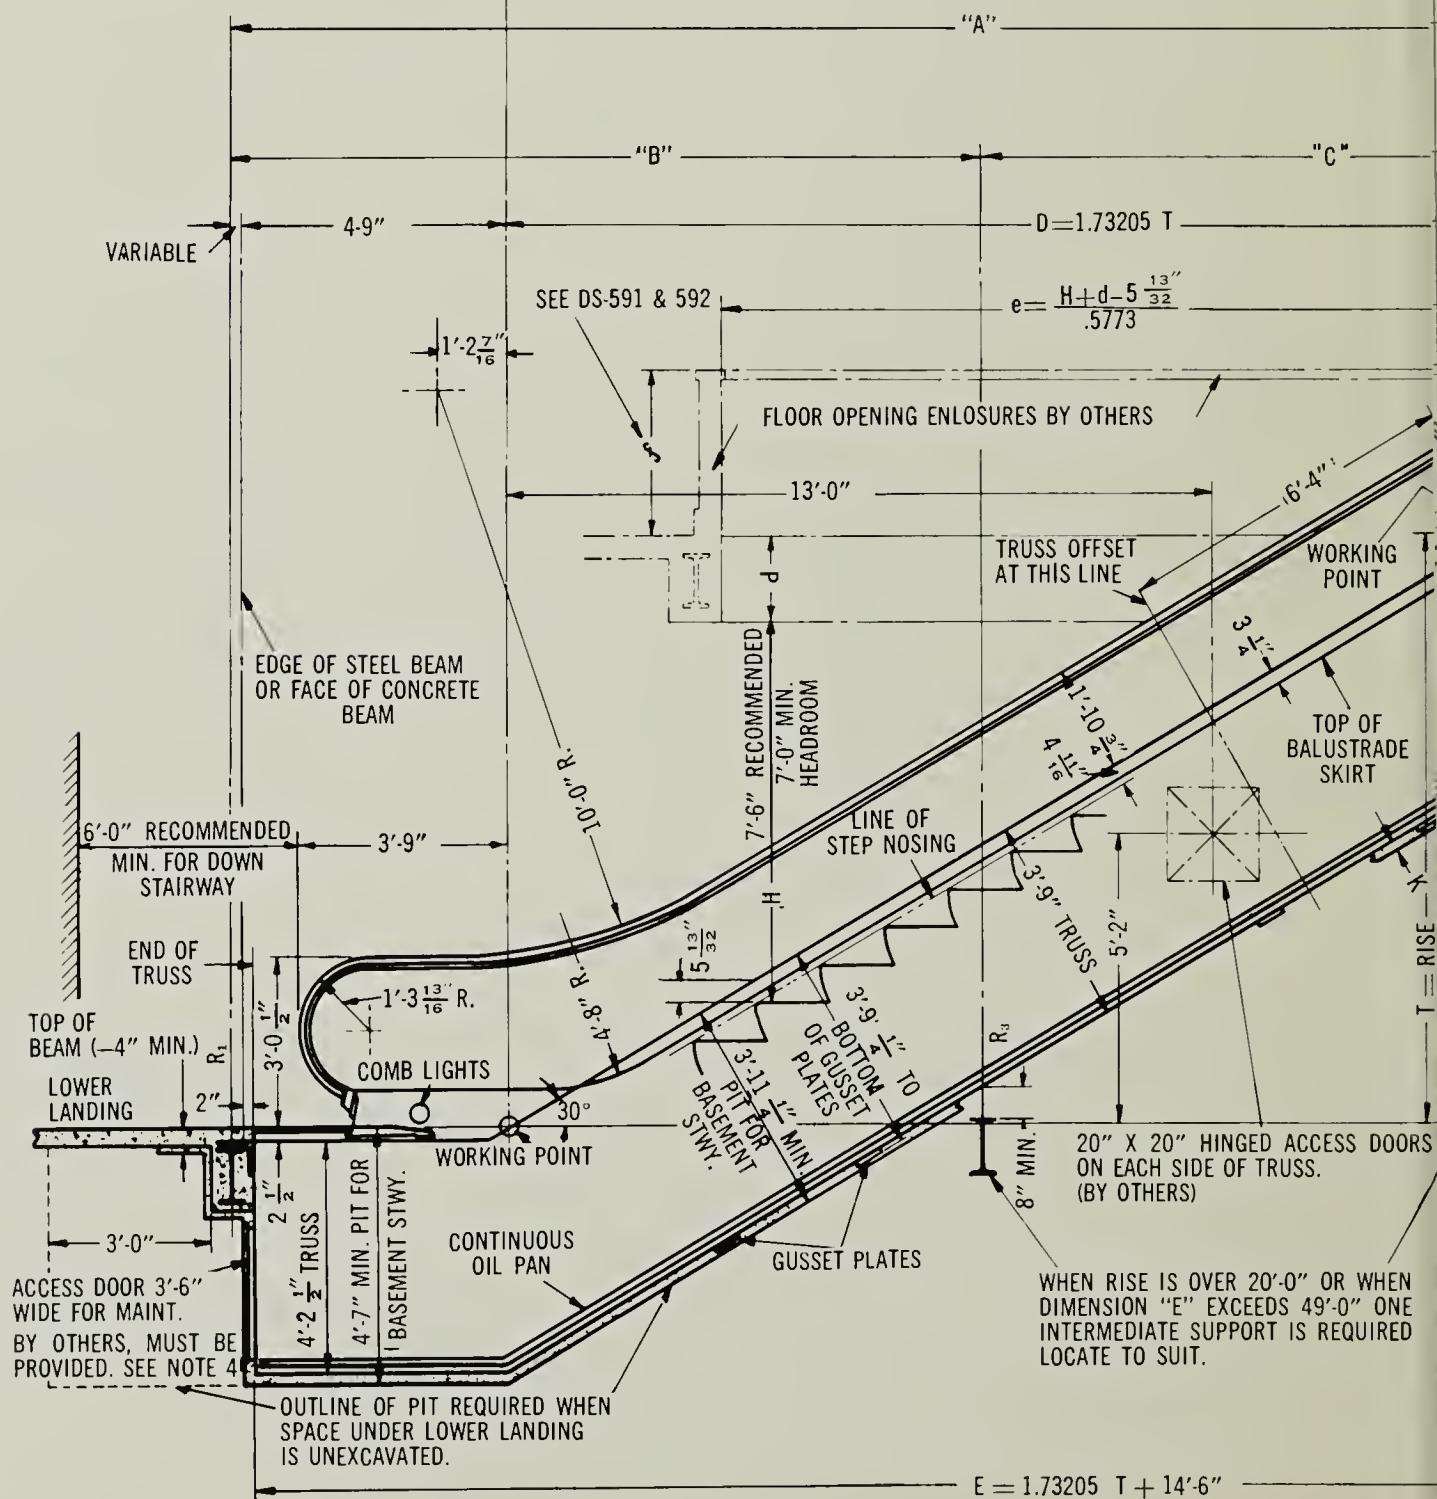 "A"
"B"
"C"
4-9"
D=1.73205 T
VARIABLE
SEE DS-591 & 592
e= H+d-5 13/32"
.5773
1'-2 7/16"
FLOOR OPENING ENLOSURES BY OTHERS
f
13'-0"
6'-4"
TRUSS OFFSET
AT THIS LINE
WORKING
POINT
d
3 1/4"
EDGE OF STEEL BEAM
OR FACE OF CONCRETE
BEAM
7'-6" RECOMMENDED
7'-0" MIN.
HEADROOM
1'-10 3/4"
4 11/16"
TOP OF
BALUSTRADE
SKIRT
10'-0" R.
LINE OF
STEP NOSING
6'-0" RECOMMENDED
MIN. FOR DOWN
STAIRWAY
3'-9"
H
3'-9" TRUSS
5'-2"
K
T = RISE
END OF
TRUSS
5 13/32"
1'-3 13/16" R.
4'-8" R.
3'-9 1/4" TO
BOTTOM
OF GUSSET
PLATES
TOP OF
BEAM (-4" MIN.)
R1
3'-0 1/2"
R3
COMB LIGHTS
3'-11 1/4" MIN.
PIT FOR
BASEMENT
STWY.
LOWER
LANDING
2"
30°
WORKING POINT
8" MIN.
20" X 20" HINGED ACCESS DOORS
ON EACH SIDE OF TRUSS.
(BY OTHERS)
2 1/2"
3'-0"
4'-2 1/2" TRUSS
4'-7" MIN. PIT FOR
BASEMENT STWY.
CONTINUOUS
OIL PAN
GUSSET PLATES
ACCESS DOOR 3'-6"
WIDE FOR MAINT.
BY OTHERS, MUST BE
PROVIDED. SEE NOTE 4
WHEN RISE IS OVER 20'-0" OR WHEN
DIMENSION "E" EXCEEDS 49'-0" ONE
INTERMEDIATE SUPPORT IS REQUIRED
LOCATE TO SUIT.
OUTLINE OF PIT REQUIRED WHEN
SPACE UNDER LOWER LANDING
IS UNEXCAVATED.
E = 1.73205 T + 14'-6"